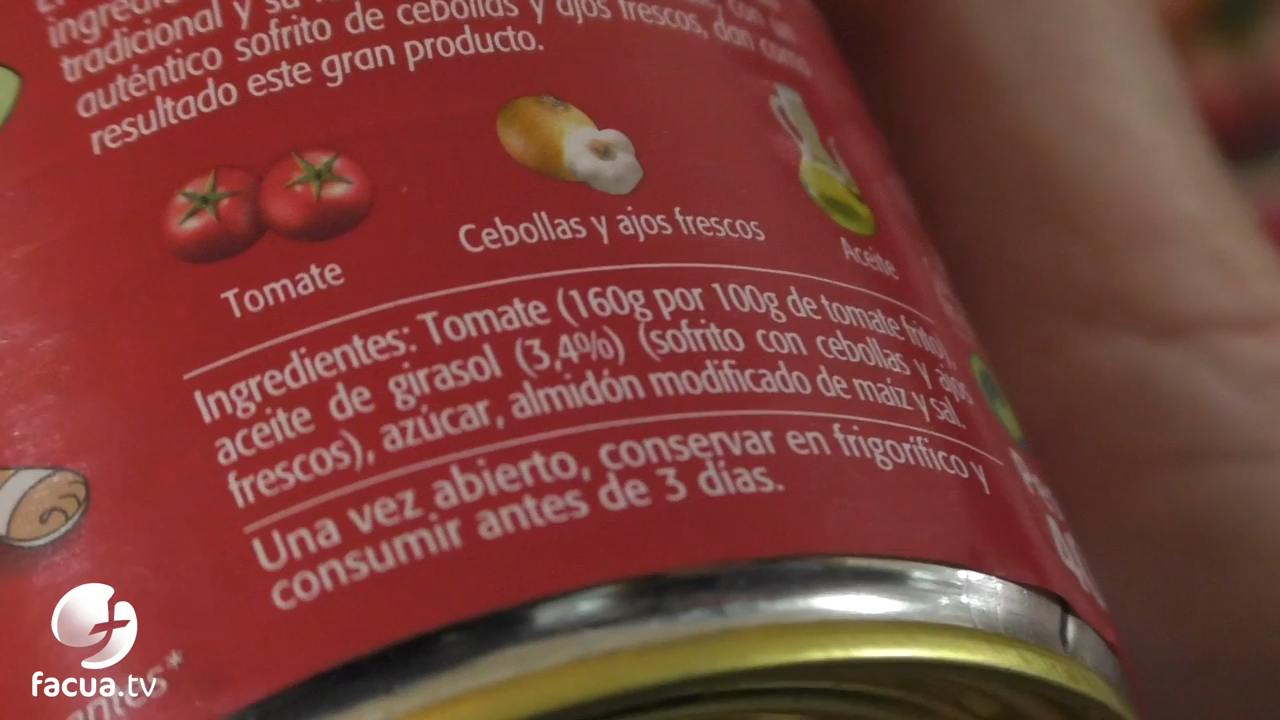 tradicional y su
auténtico sofrito de cebollas y ajos frescos, dan como
resultado este gran producto.
Tomate
Cebollas y ajos frescos
Aceite
Ingredientes: Tomate (160g por 100g de tomate frito),
aceite de girasol (3,4%) (sofrito con cebollas y ajos
frescos), azúcar, almidón modificado de maíz y sal.
Una vez abierto, conservar en frigorífico y
consumir antes de 3 días.
facua.tv